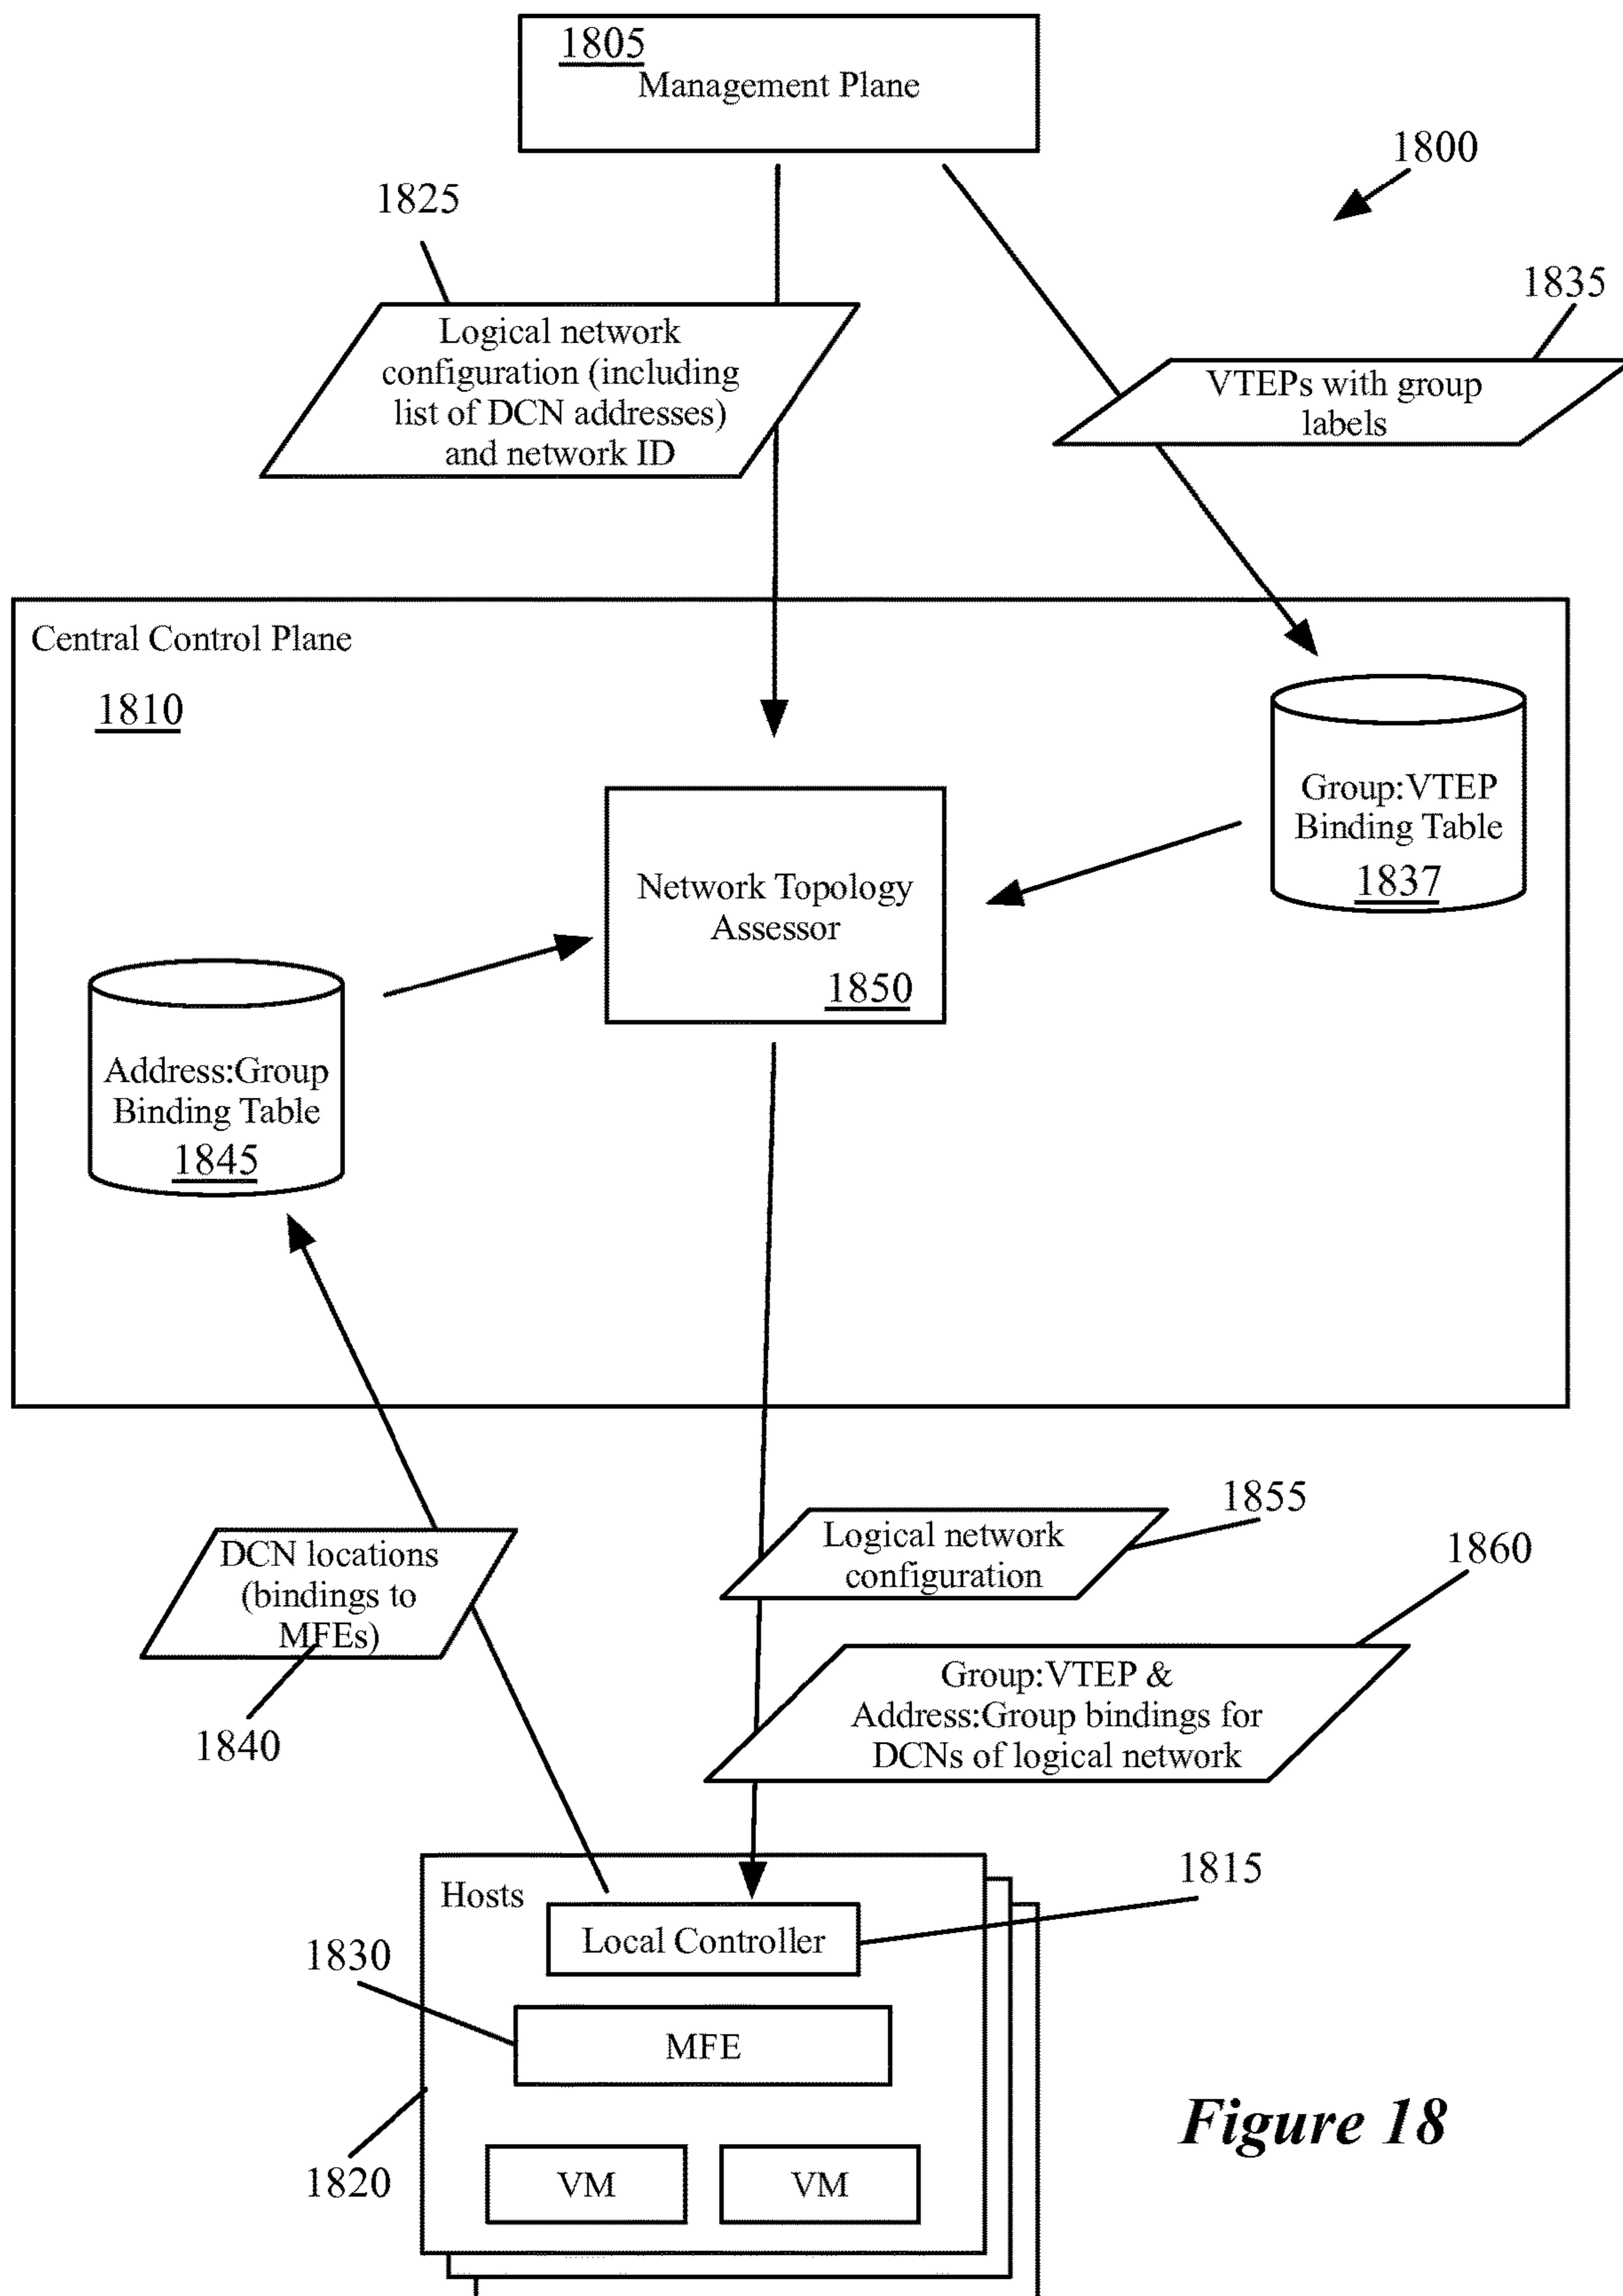 1805
Management Plane
1800
1825
1835
Logical network
configuration (including
list of DCN addresses)
and network ID
VTEPs with group
labels
Central Control Plane
1810
Group:VTEP
Binding Table
1837
Network Topology
Assessor
1850
Address:Group
Binding Table
1845
1855
Logical network
configuration
1860
DCN locations
(bindings to
MFEs)
1840
Group:VTEP &
Address:Group bindings for
DCNs of logical network
1815
Hosts
Local Controller
1830
MFE
1820
VM
VM
Figure 18